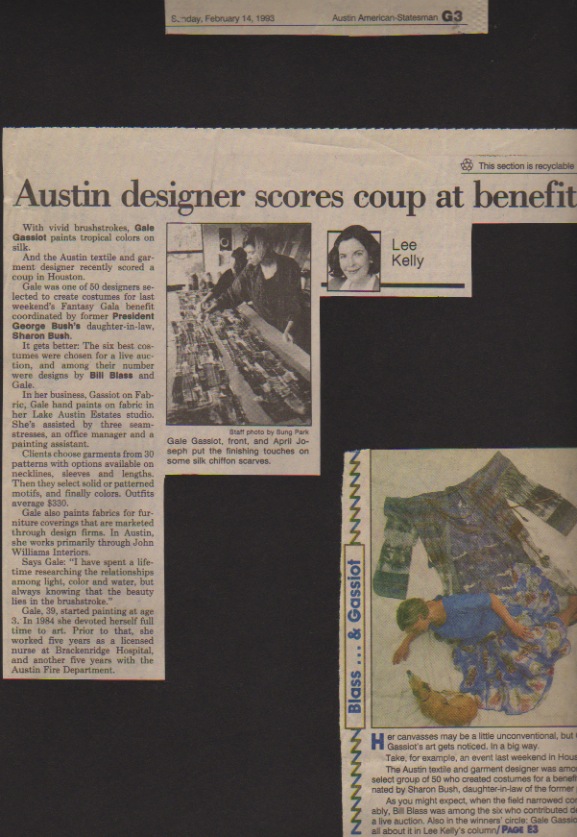 Sunday, February 14, 1993
Austin American-Statesman G3
This section is recyclable
Austin designer scores coup at benefit
With vivid brushstrokes, Gale
Gassiot paints tropical colors on
silk.
And the Austin textile and gar-
ment designer recently scored a
coup in Houston.
Gale was one of 50 designers se-
lected to create costumes for last
weekend's Fantasy Gala benefit
coordinated by former President
George Bush's daughter-in-law,
Sharon Bush.
It gets better: The six best cos-
tumes were chosen for a live auc-
tion, and among their number
were designs by Bill Blass and
Gale.
In her business, Gassiot on Fab-
ric, Gale hand paints on fabric in
her Lake Austin Estates studio.
She's assisted by three seam-
stresses, an office manager and a
painting assistant.
Clients choose garments from 30
patterns with options available on
necklines, sleeves and lengths.
Then they select solid or patterned
motifs, and finally colors. Outfits
average $330.
Gale also paints fabrics for fur-
niture coverings that are marketed
through design firms. In Austin,
she works primarily through John
Williams Interiors.
Says Gale: "I have spent a life-
time researching the relationships
among light, color and water, but
always knowing that the beauty
lies in the brushstroke."
Gale, 39, started painting at age
3. In 1984 she devoted herself full
time to art. Prior to that, she
worked five years as a licensed
nurse at Brackenridge Hospital,
and another five years with the
Austin Fire Department.
Staff photo by Sung Park
Gale Gassiot, front, and April Jo-
seph put the finishing touches on
some silk chiffon scarves.
Lee
Kelly
Blass ... & Gassiot
Her canvasses may be a little unconventional, but
Gassiot's art gets noticed. In a big way.
Take, for example, an event last weekend in Hous
The Austin textile and garment designer was amo
select group of 50 who created costumes for a benef
nated by Sharon Bush, daughter-in-law of the former
As you might expect, when the field narrowed co
ably, Bill Blass was among the six who contributed d
a live auction. Also in the winners' circle: Gale Gassio
all about it in Lee Kelly's column/PAGE E3